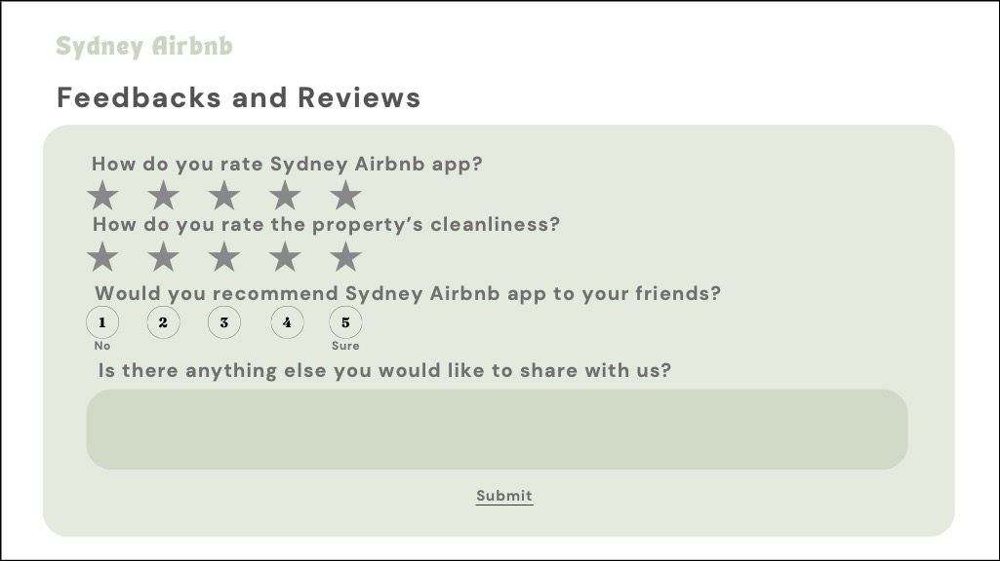 Sydney Airbnb
Feedbacks and Reviews
How do you rate Sydney Airbnb app?
How do you rate the property’s cleanliness?
Would you recommend Sydney Airbnb app to your friends?
1 2 3 4 5
No Sure
Is there anything else you would like to share with us?
Submit